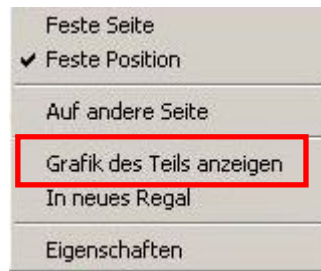 Feste Seite
Feste Position
Auf andere Seite
Grafik des Teils anzeigen
In neues Regal
Eigenschaften